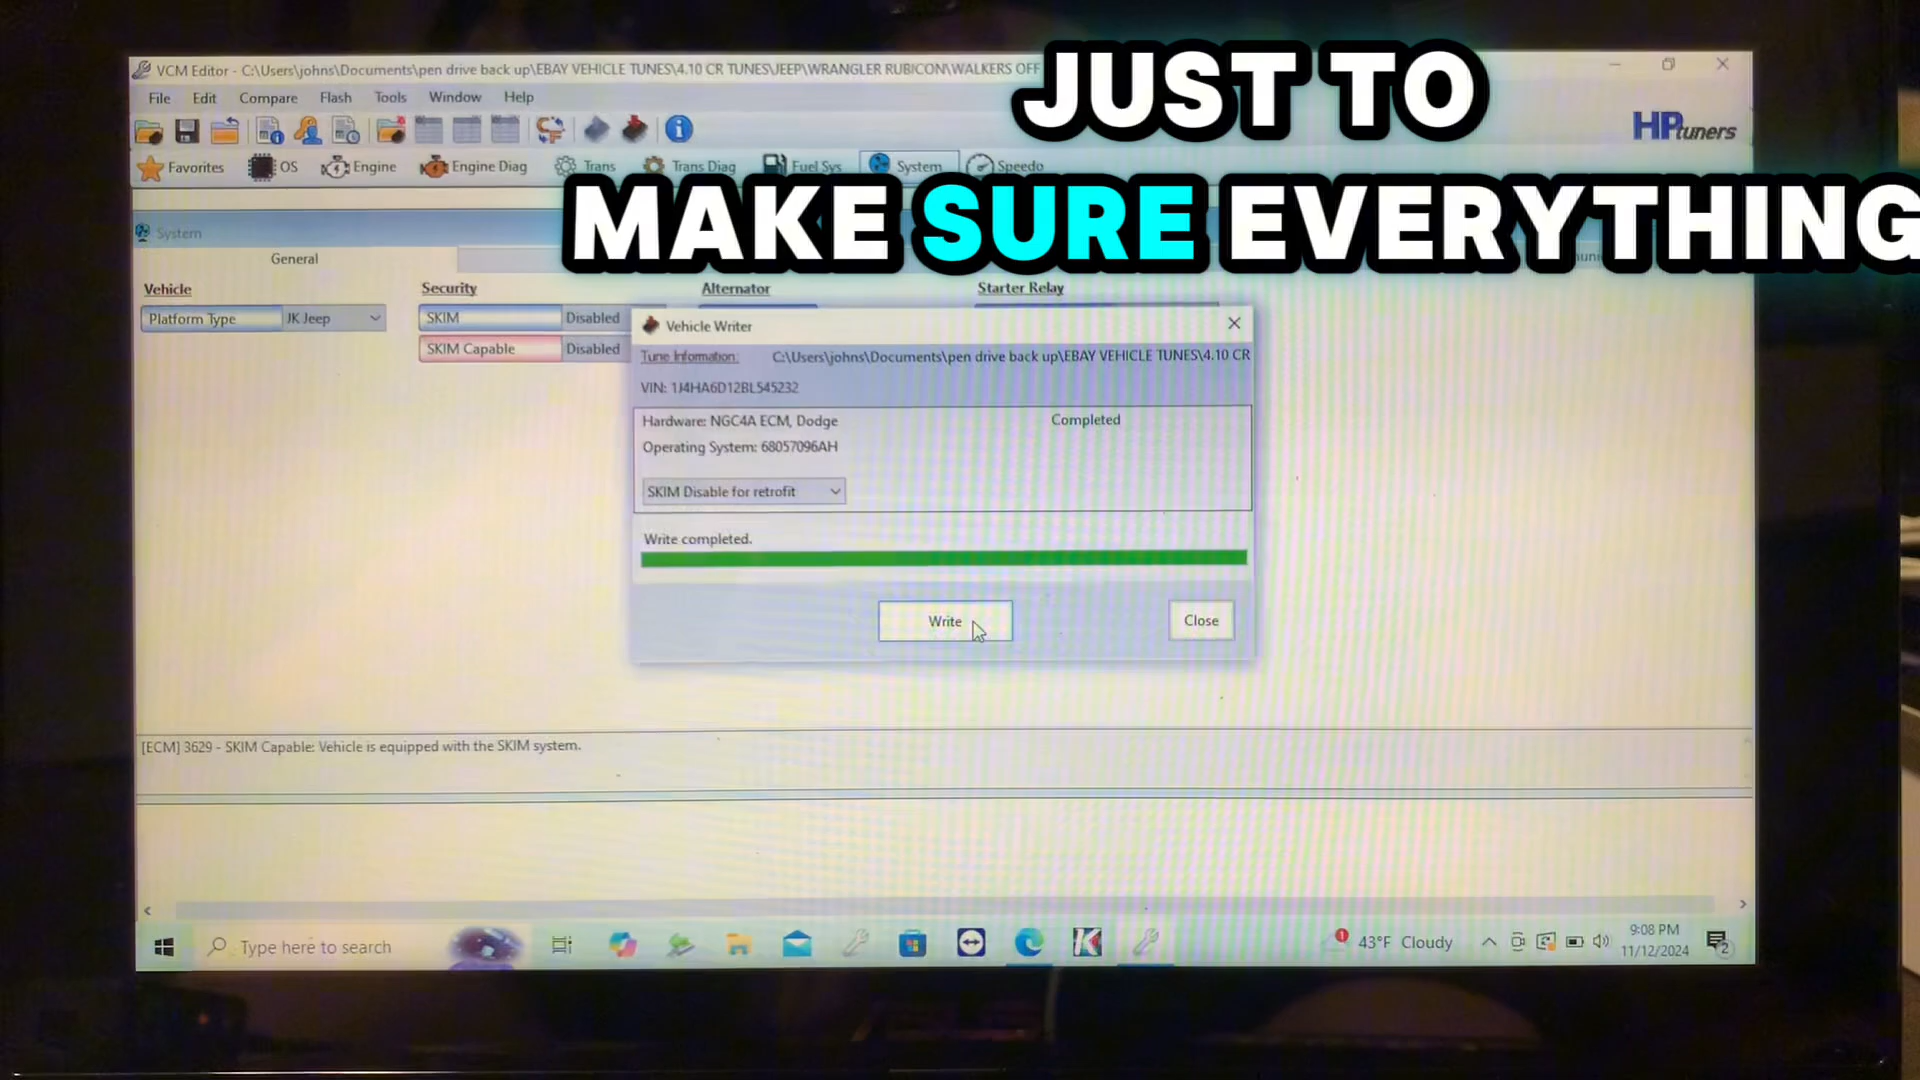 JUST TO
MAKE SURE EVERYTHING
VCM Editor - C:\Users\johns\Documents\pen drive back up\EBAY VEHICLE TUNES\4.10 CR TUNES\JEEP\WRANGLER RUBICON\WALKERS OFF
File Edit Compare Flash Tools Window Help
HPtuners
Favorites OS Engine Engine Diag Trans Trans Diag Fuel Sys System Speedo
System
General
Vehicle Security Alternator Starter Relay
Platform Type JK Jeep SKIM Disabled
SKIM Capable Disabled
Vehicle Writer
Tune Information: C:\Users\johns\Documents\pen drive back up\EBAY VEHICLE TUNES\4.10 CR
VIN: 1J4HA6D12BL545232
Hardware: NGC4A ECM, Dodge Completed
Operating System: 68057096AH
SKIM Disable for retrofit
Write completed.
Write Close
[ECM] 3629 - SKIM Capable: Vehicle is equipped with the SKIM system.
Type here to search
1 43°F Cloudy
9:08 PM
11/12/2024
2